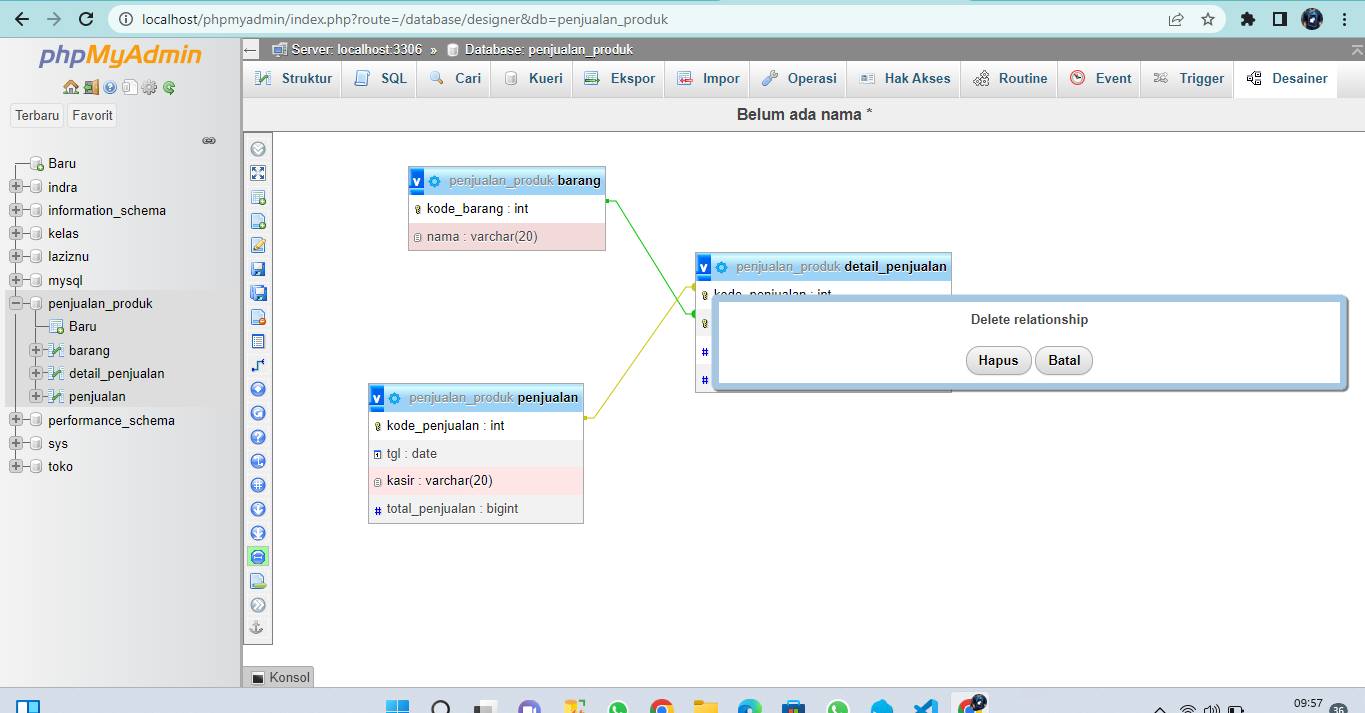 localhost/phpmyadmin/index.php?route=/database/designer&db=penjualan_produk
phpMyAdmin
Terbaru Favorit
Baru
indra
information_schema
kelas
laziznu
mysql
penjualan_produk
Baru
barang
detail_penjualan
penjualan
performance_schema
sys
toko
Server: localhost:3306 » Database: penjualan_produk
Struktur SQL Cari Kueri Ekspor Impor Operasi Hak Akses Routine Event Trigger Desainer
Belum ada nama *
v penjualan_produk barang
kode_barang : int
nama : varchar(20)
v penjualan_produk detail_penjualan
kode_penjualan : int
#
#
Delete relationship
Hapus Batal
v penjualan_produk penjualan
kode_penjualan : int
tgl : date
kasir : varchar(20)
# total_penjualan : bigint
Konsol
09:57
36